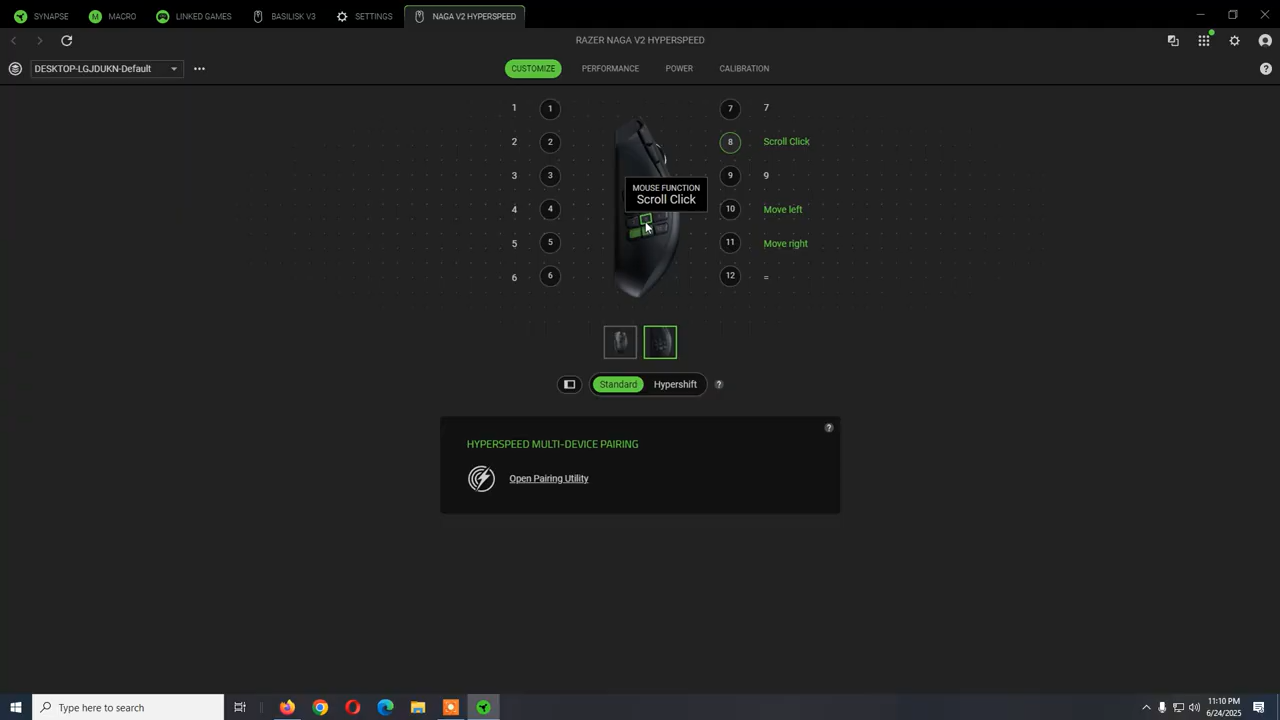 SYNAPSE MACRO LINKED GAMES BASILISK V3 SETTINGS NAGA V2 HYPERSPEED
RAZER NAGA V2 HYPERSPEED
DESKTOP-LGJDUKN-Default CUSTOMIZE PERFORMANCE POWER CALIBRATION ?
1 1 7 7
2 2 8 Scroll Click
3 3 9 9
MOUSE FUNCTION
Scroll Click
4 4 10 Move left
5 5 11 Move right
6 6 12 =
Standard Hypershift ?
?
HYPERSPEED MULTI-DEVICE PAIRING
Open Pairing Utility
Type here to search
11:10 PM
6/24/2025